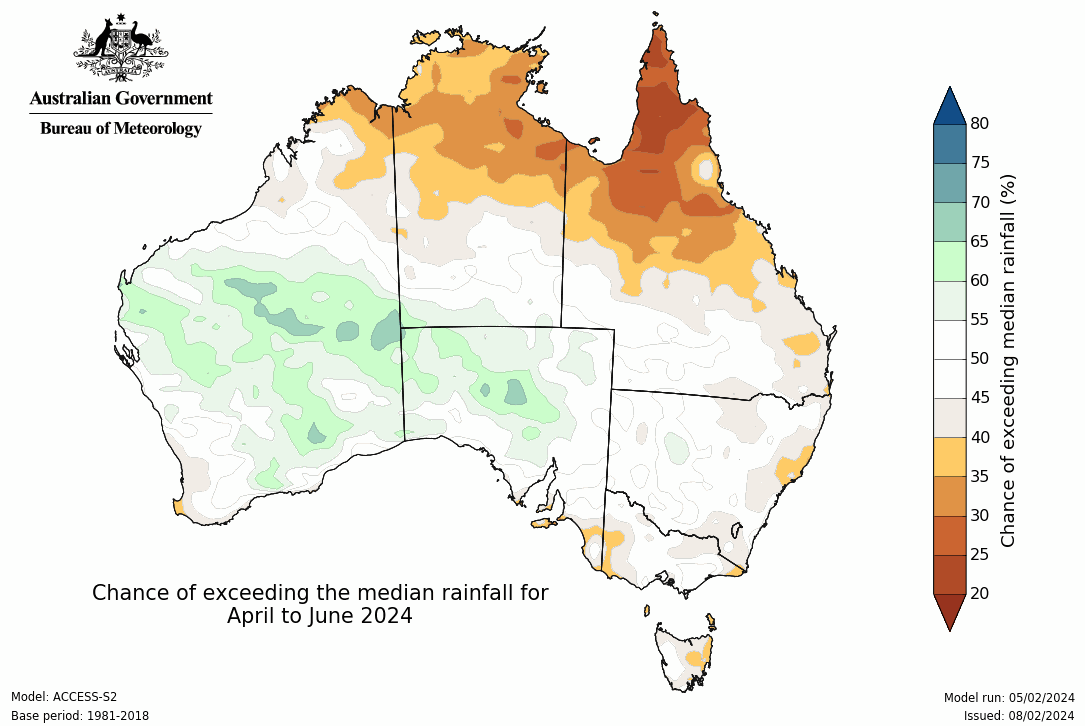 Australian Government
Bureau of Meteorology
80
75
70
65
60
55
50
45
40
35
30
25
20
Chance of exceeding median rainfall (%)
Chance of exceeding the median rainfall for
April to June 2024
Model: ACCESS-S2
Base period: 1981-2018
Model run: 05/02/2024
Issued: 08/02/2024